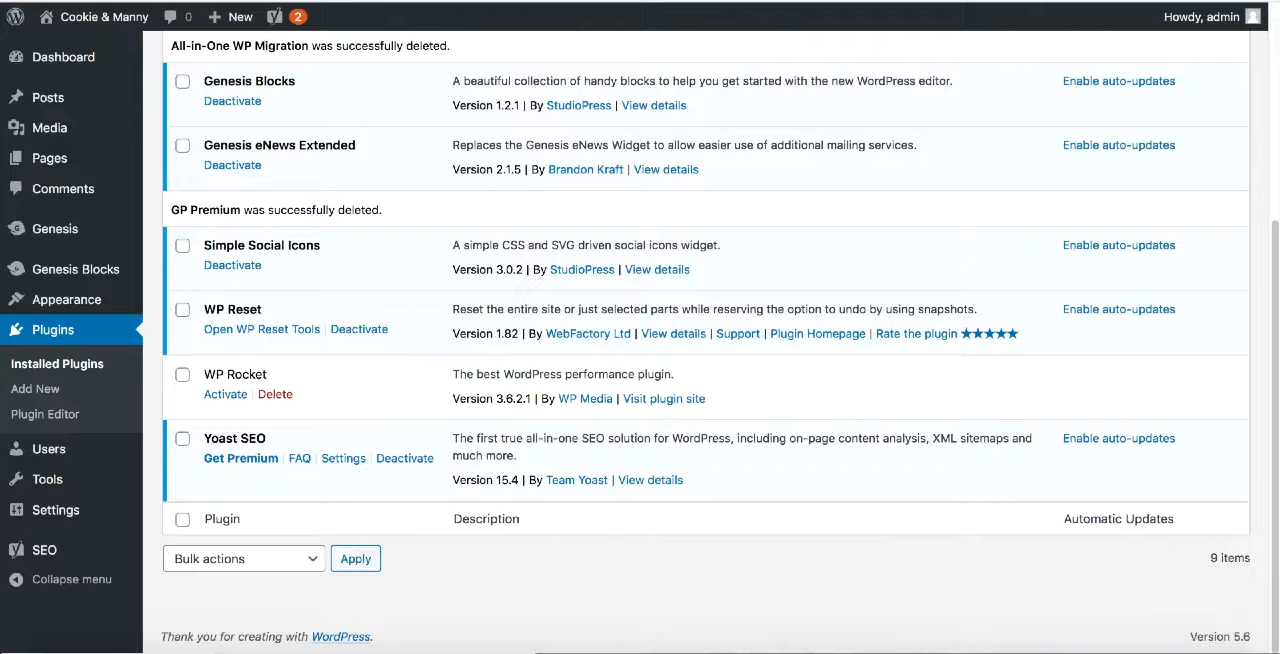 Cookie & Manny 0 New 2 Howdy, admin
Dashboard
Posts
Media
Pages
Comments
Genesis
Genesis Blocks
Appearance
Plugins
Installed Plugins
Add New
Plugin Editor
Users
Tools
Settings
SEO
Collapse menu
All-in-One WP Migration was successfully deleted.
Genesis Blocks A beautiful collection of handy blocks to help you get started with the new WordPress editor. Enable auto-updates
Deactivate Version 1.2.1 | By StudioPress | View details
Genesis eNews Extended Replaces the Genesis eNews Widget to allow easier use of additional mailing services. Enable auto-updates
Deactivate Version 2.1.5 | By Brandon Kraft | View details
GP Premium was successfully deleted.
Simple Social Icons A simple CSS and SVG driven social icons widget. Enable auto-updates
Deactivate Version 3.0.2 | By StudioPress | View details
WP Reset Reset the entire site or just selected parts while reserving the option to undo by using snapshots. Enable auto-updates
Open WP Reset Tools | Deactivate Version 1.82 | By WebFactory Ltd | View details | Support | Plugin Homepage | Rate the plugin ★★★★★
WP Rocket The best WordPress performance plugin.
Activate | Delete Version 3.6.2.1 | By WP Media | Visit plugin site
Yoast SEO The first true all-in-one SEO solution for WordPress, including on-page content analysis, XML sitemaps and Enable auto-updates
Get Premium | FAQ | Settings | Deactivate much more.
Version 15.4 | By Team Yoast | View details
Plugin Description Automatic Updates
Bulk actions Apply 9 items
Thank you for creating with WordPress. Version 5.6